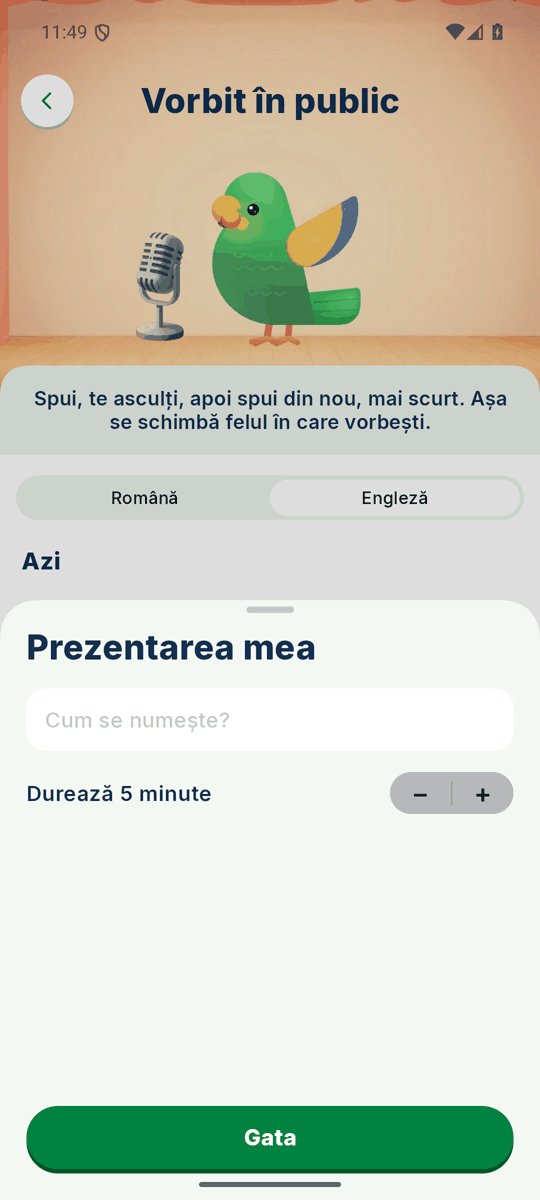 11:49
Vorbit în public
Spui, te asculți, apoi spui din nou, mai scurt. Așa
se schimbă felul în care vorbești.
Română
Engleză
Azi
Prezentarea mea
Cum se numește?
Durează 5 minute
− +
Gata